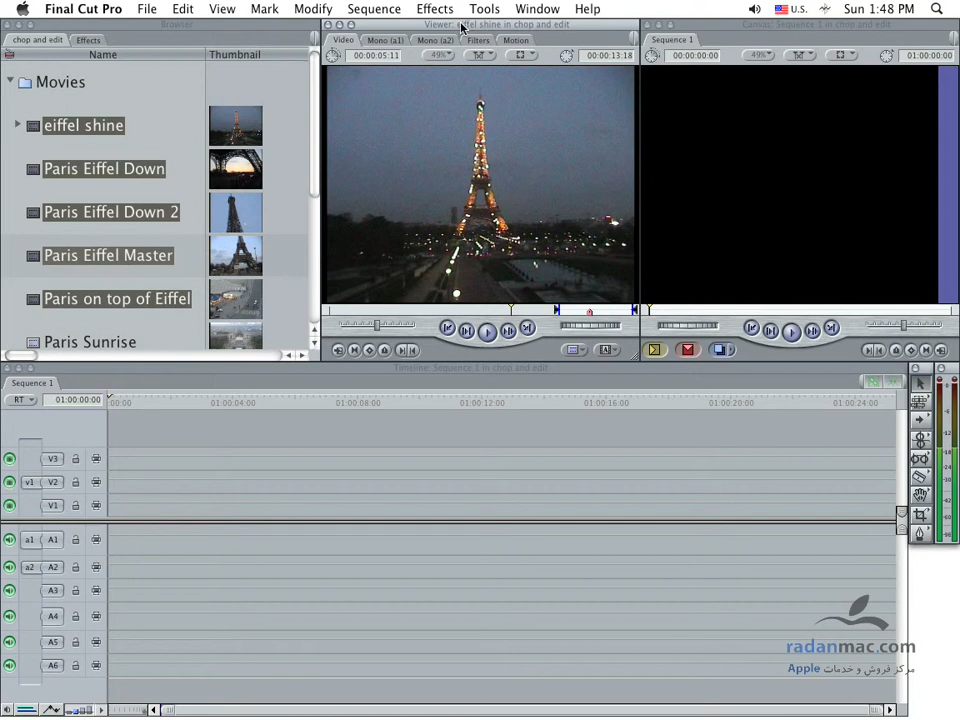 Final Cut Pro File Edit View Mark Modify Sequence Effects Tools Window Help U.S. Sun 1:48 PM
Browser
Viewer: eiffel shine in chop and edit
Canvas: Sequence 1 in chop and edit
chop and edit Effects
Video Mono (a1) Mono (a2) Filters Motion
Sequence 1
Name Thumbnail
00:00:05:11 49% 00:00:13:18
00:00:00:00 49% 01:00:00:00
Movies
eiffel shine
Paris Eiffel Down
Paris Eiffel Down 2
Paris Eiffel Master
Paris on top of Eiffel
Paris Sunrise
Timeline: Sequence 1 in chop and edit
Sequence 1
RT 01:00:00:00 00:00 01:00:04:00 01:00:08:00 01:00:12:00 01:00:16:00 01:00:20:00 01:00:24:00
V3
v1 V2
V1
a1 A1
a2 A2
A3
A4
A5
A6
radanmac.com
مرکز فروش و خدمات Apple